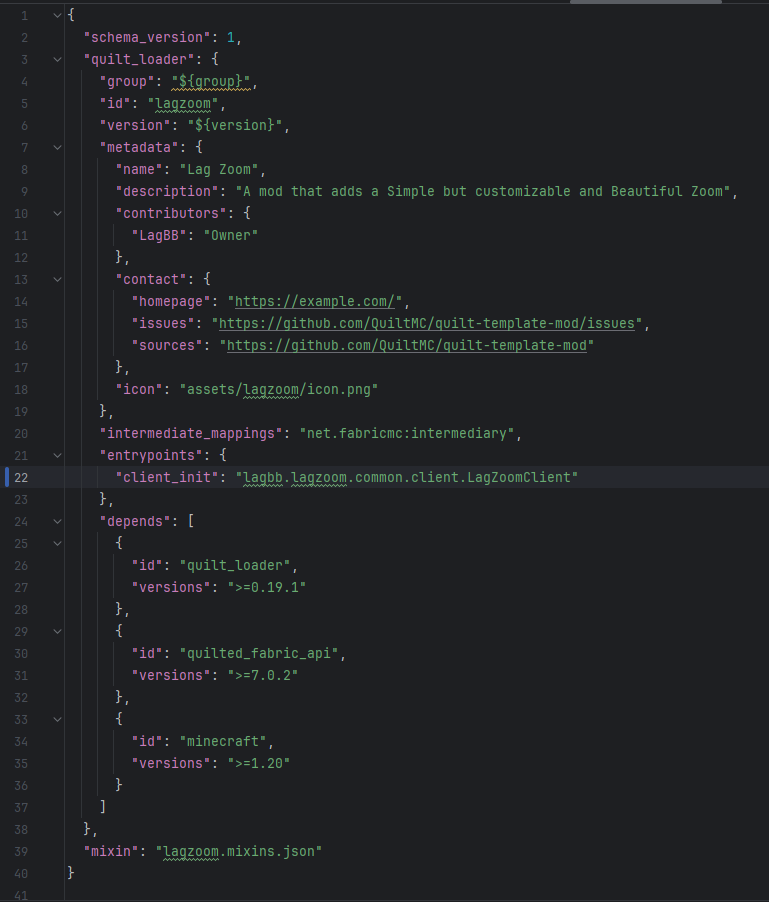 1 {
2 "schema_version": 1,
3 "quilt_loader": {
4 "group": "${group}",
5 "id": "lagzoom",
6 "version": "${version}",
7 "metadata": {
8 "name": "Lag Zoom",
9 "description": "A mod that adds a Simple but customizable and Beautiful Zoom",
10 "contributors": {
11 "LagBB": "Owner"
12 },
13 "contact": {
14 "homepage": "https://example.com/",
15 "issues": "https://github.com/QuiltMC/quilt-template-mod/issues",
16 "sources": "https://github.com/QuiltMC/quilt-template-mod"
17 },
18 "icon": "assets/lagzoom/icon.png"
19 },
20 "intermediate_mappings": "net.fabricmc:intermediary",
21 "entrypoints": {
22 "client_init": "lagbb.lagzoom.common.client.LagZoomClient"
23 },
24 "depends": [
25 {
26 "id": "quilt_loader",
27 "versions": ">=0.19.1"
28 },
29 {
30 "id": "quilted_fabric_api",
31 "versions": ">=7.0.2"
32 },
33 {
34 "id": "minecraft",
35 "versions": ">=1.20"
36 }
37 ]
38 },
39 "mixin": "lagzoom.mixins.json"
40 }
41